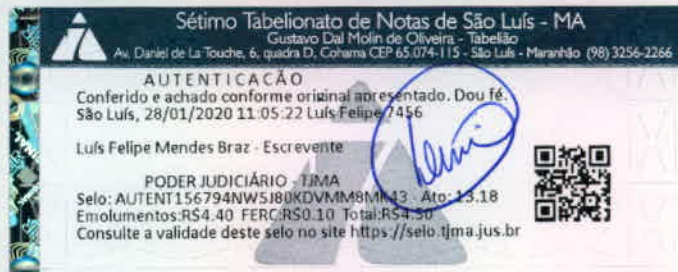 Sétimo Tabelionato de Notas de São Luís - MA
Gustavo Dal Molin de Oliveira - Tabelião
Av. Daniel de La Touche, 6, quadra D, Cohama CEP 65.074-115 - São Luís - Maranhão (98) 3256-2266
AUTENTICAÇÃO
Conferido e achado conforme original apresentado. Dou fé.
São Luís, 28/01/2020 11:05:22 Luís Felipe 7456
Luís Felipe Mendes Braz - Escrevente
PODER JUDICIÁRIO - TJMA
Selo: - Ato: 13.18
Emolumentos:R$4.40 FERC:R$0.10 Total:R$4.50
Consulte a validade deste selo no site https://selo.tjma.jus.br